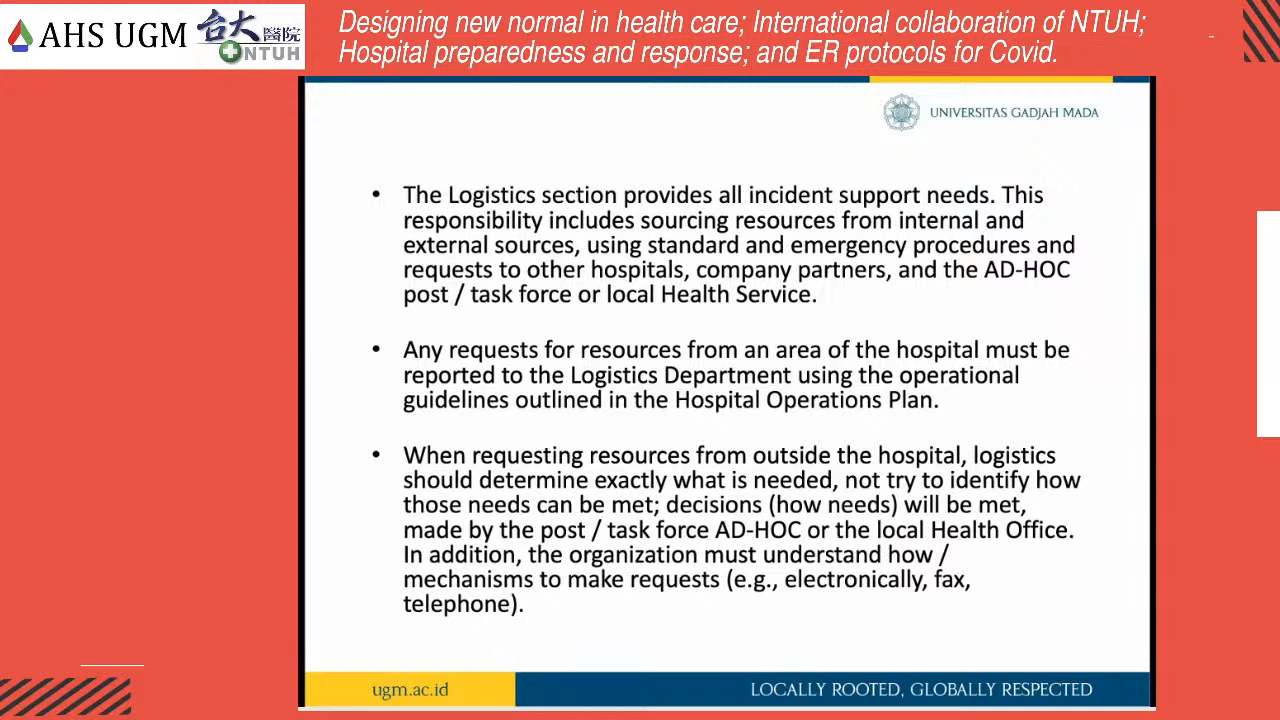 AHS UGM
台大醫院
NTUH
Designing new normal in health care; International collaboration of NTUH;
Hospital preparedness and response; and ER protocols for Covid.
UNIVERSITAS GADJAH MADA
• The Logistics section provides all incident support needs. This
responsibility includes sourcing resources from internal and
external sources, using standard and emergency procedures and
requests to other hospitals, company partners, and the AD-HOC
post / task force or local Health Service.
• Any requests for resources from an area of the hospital must be
reported to the Logistics Department using the operational
guidelines outlined in the Hospital Operations Plan.
• When requesting resources from outside the hospital, logistics
should determine exactly what is needed, not try to identify how
those needs can be met; decisions (how needs) will be met,
made by the post / task force AD-HOC or the local Health Office.
In addition, the organization must understand how /
mechanisms to make requests (e.g., electronically, fax,
telephone).
ugm.ac.id
LOCALLY ROOTED, GLOBALLY RESPECTED